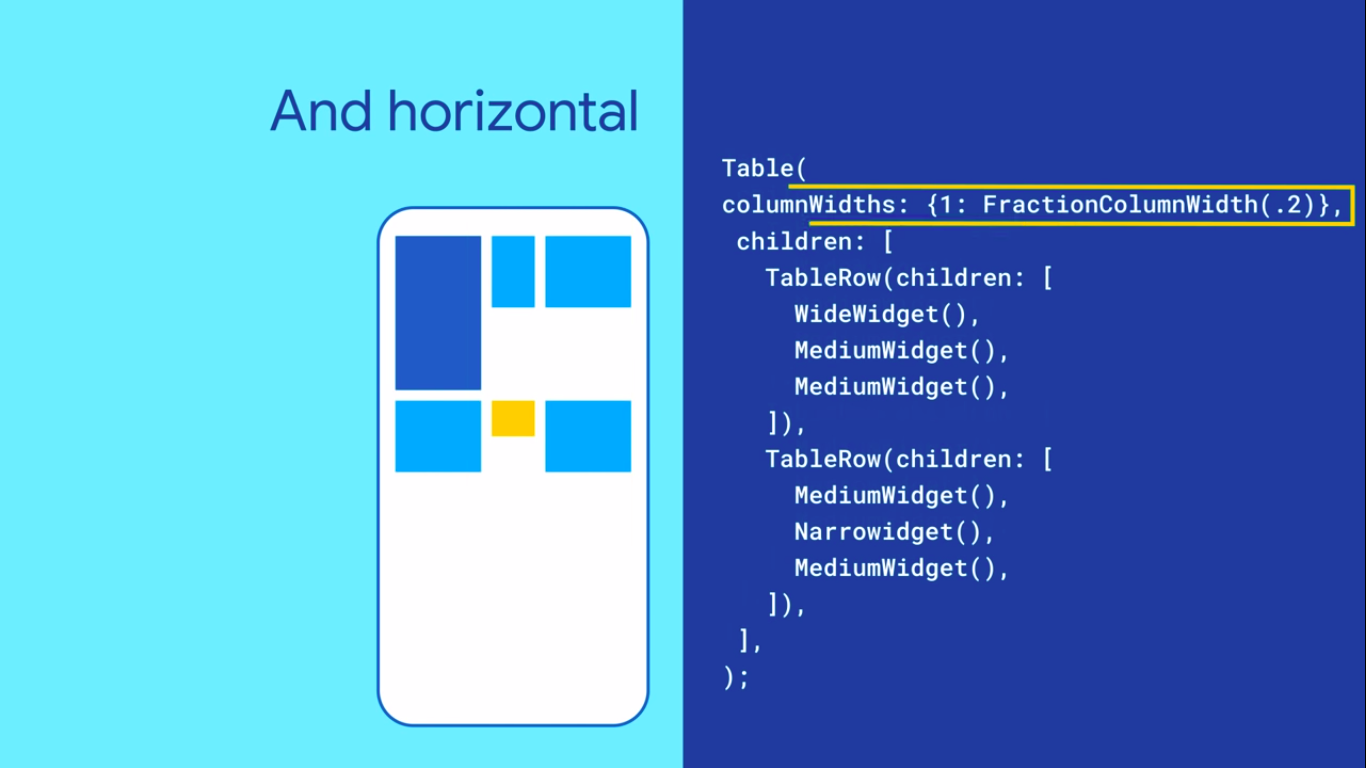 And horizontal
Table(
columnWidths: {1: FractionColumnWidth(.2)},
children: [
TableRow(children: [
WideWidget(),
MediumWidget(),
MediumWidget(),
]),
TableRow(children: [
MediumWidget(),
Narrowidget(),
MediumWidget(),
]),
],
);